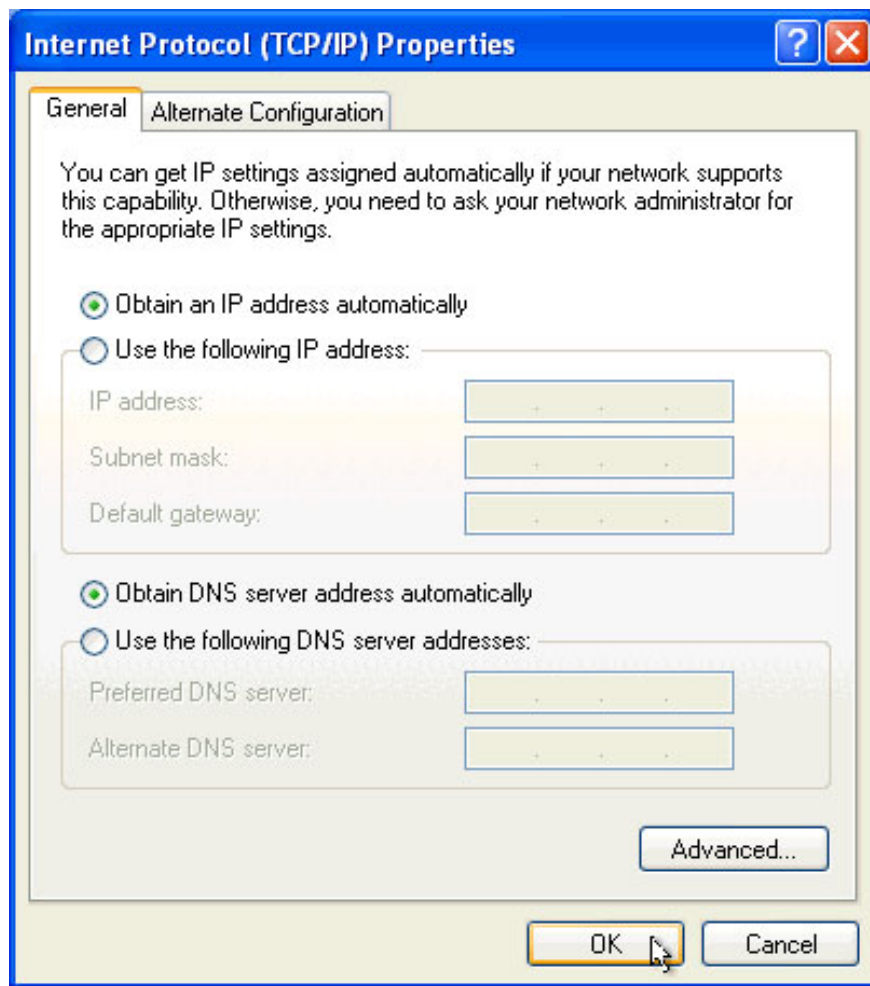 Internet Protocol (TCP/IP) Properties
General
Alternate Configuration
You can get IP settings assigned automatically if your network supports
this capability. Otherwise, you need to ask your network administrator for
the appropriate IP settings.
Obtain an IP address automatically
Use the following IP address:
IP address:
Subnet mask:
Default gateway:
Obtain DNS server address automatically
Use the following DNS server addresses:
Preferred DNS server:
Alternate DNS server:
Advanced...
OK
Cancel